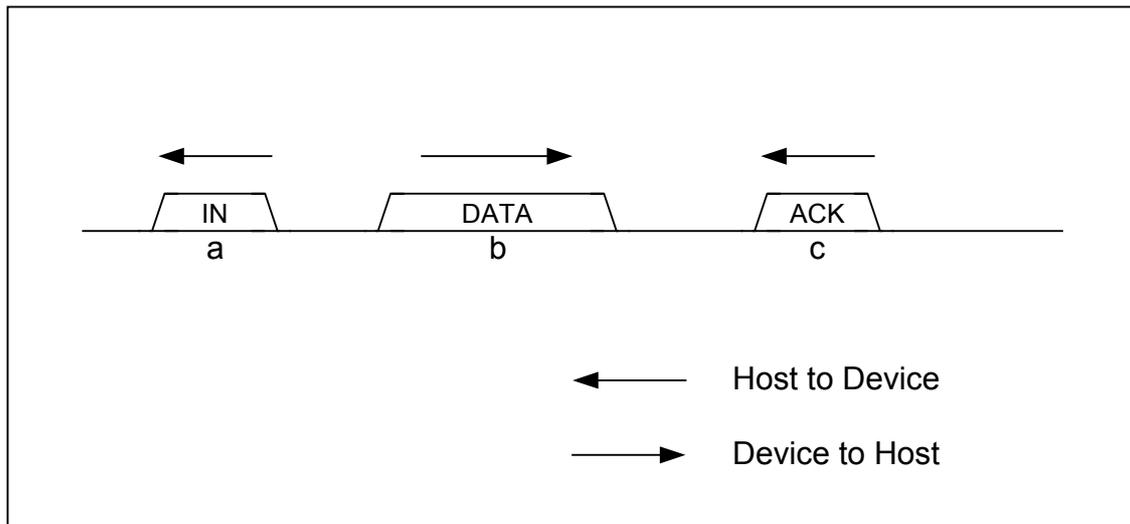 IN DATA ACK
a b c
Host to Device
Device to Host